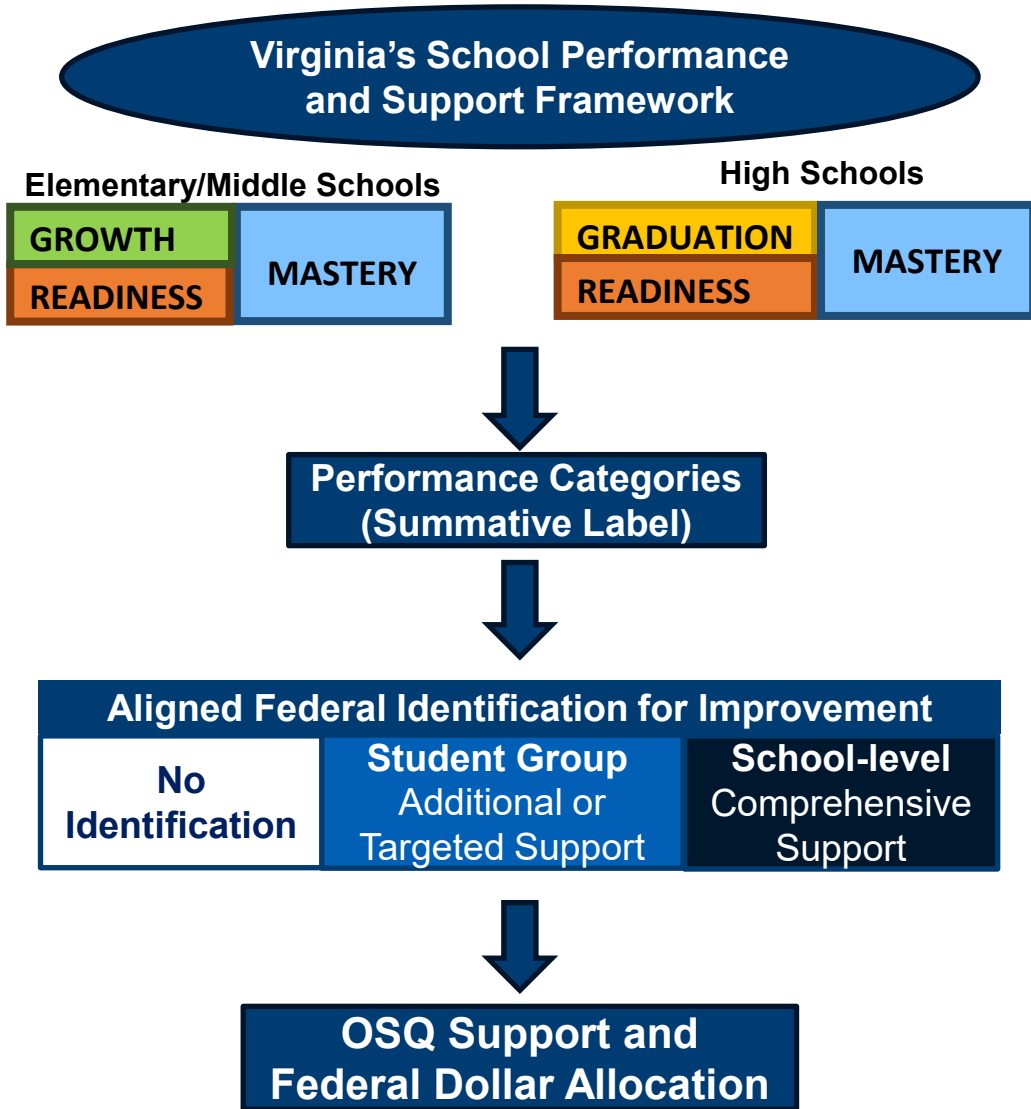 Virginia’s School Performance
and Support Framework
Elementary/Middle Schools
GROWTH
READINESS
MASTERY
High Schools
GRADUATION
READINESS
MASTERY
Performance Categories
(Summative Label)
Aligned Federal Identification for Improvement
No
Identification
Student Group
Additional or
Targeted Support
School-level
Comprehensive
Support
OSQ Support and
Federal Dollar Allocation